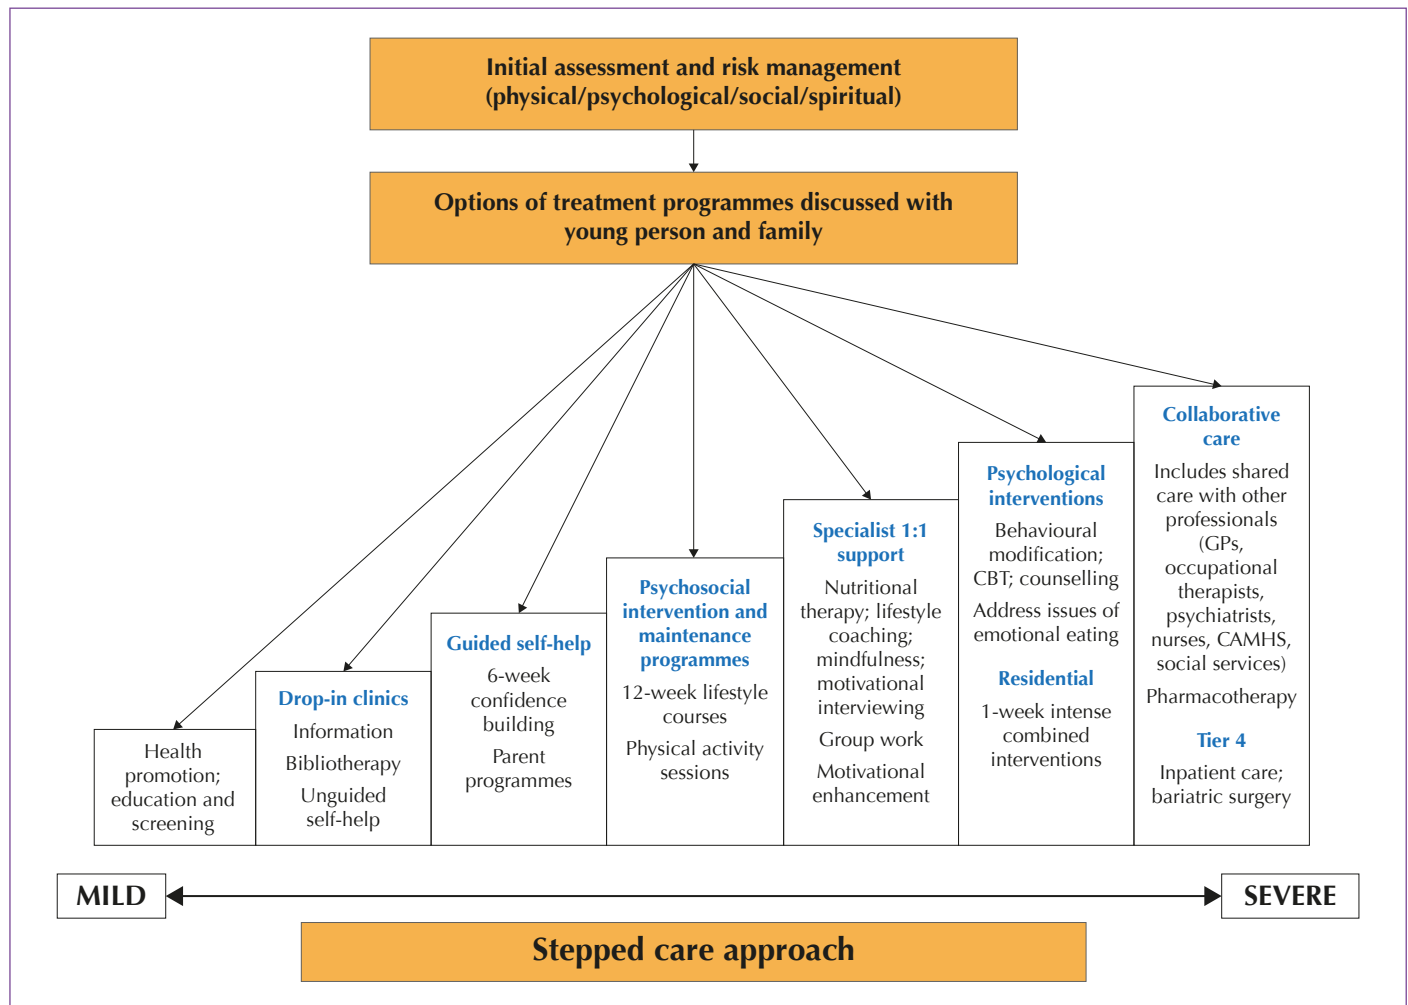 Initial assessment and risk management
(physical/psychological/social/spiritual)
Options of treatment programmes discussed with
young person and family
Health
promotion;
education and
screening
Drop-in clinics
Information
Bibliotherapy
Unguided
self-help
Guided self-help
6-week
confidence
building
Parent
programmes
Psychosocial
intervention and
maintenance
programmes
12-week lifestyle
courses
Physical activity
sessions
Specialist 1:1
support
Nutritional
therapy; lifestyle
coaching;
mindfulness;
motivational
interviewing
Group work
Motivational
enhancement
Psychological
interventions
Behavioural
modification;
CBT; counselling
Address issues of
emotional eating
Residential
1-week intense
combined
interventions
Collaborative
care
Includes shared
care with other
professionals
(GPs,
occupational
therapists,
psychiatrists,
nurses, CAMHS,
social services)
Pharmacotherapy
Tier 4
Inpatient care;
bariatric surgery
MILD
SEVERE
Stepped care approach